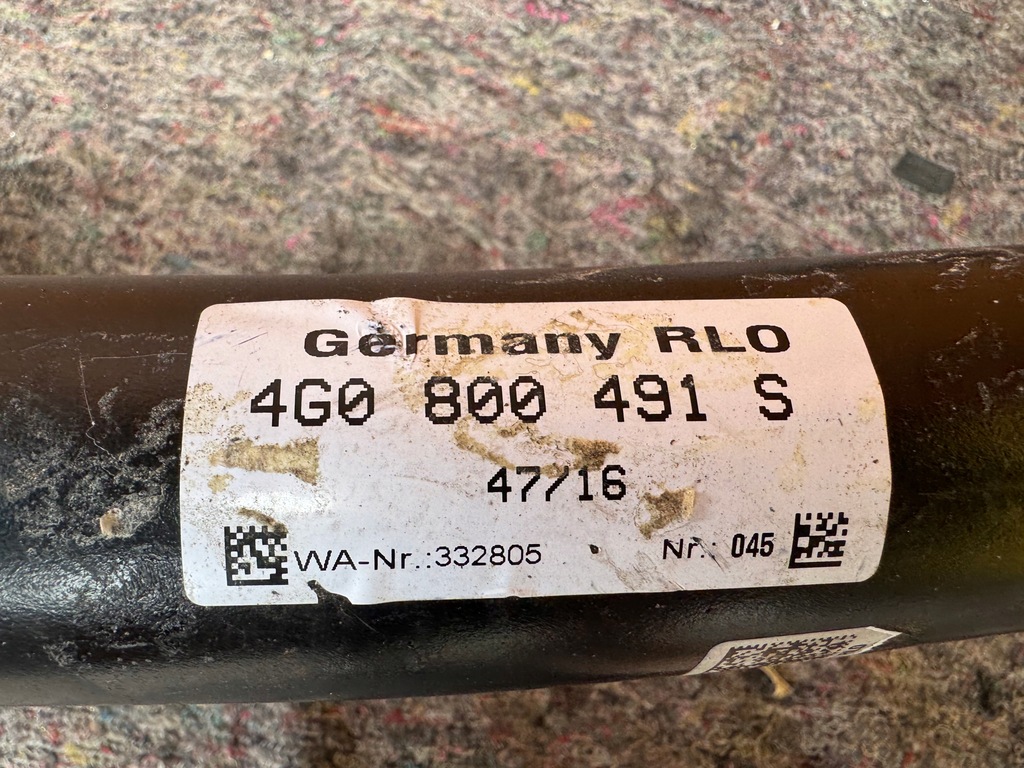 Germany RLO
4G0 800 491 S
47/16
WA-Nr.:332805
Nr.: 045